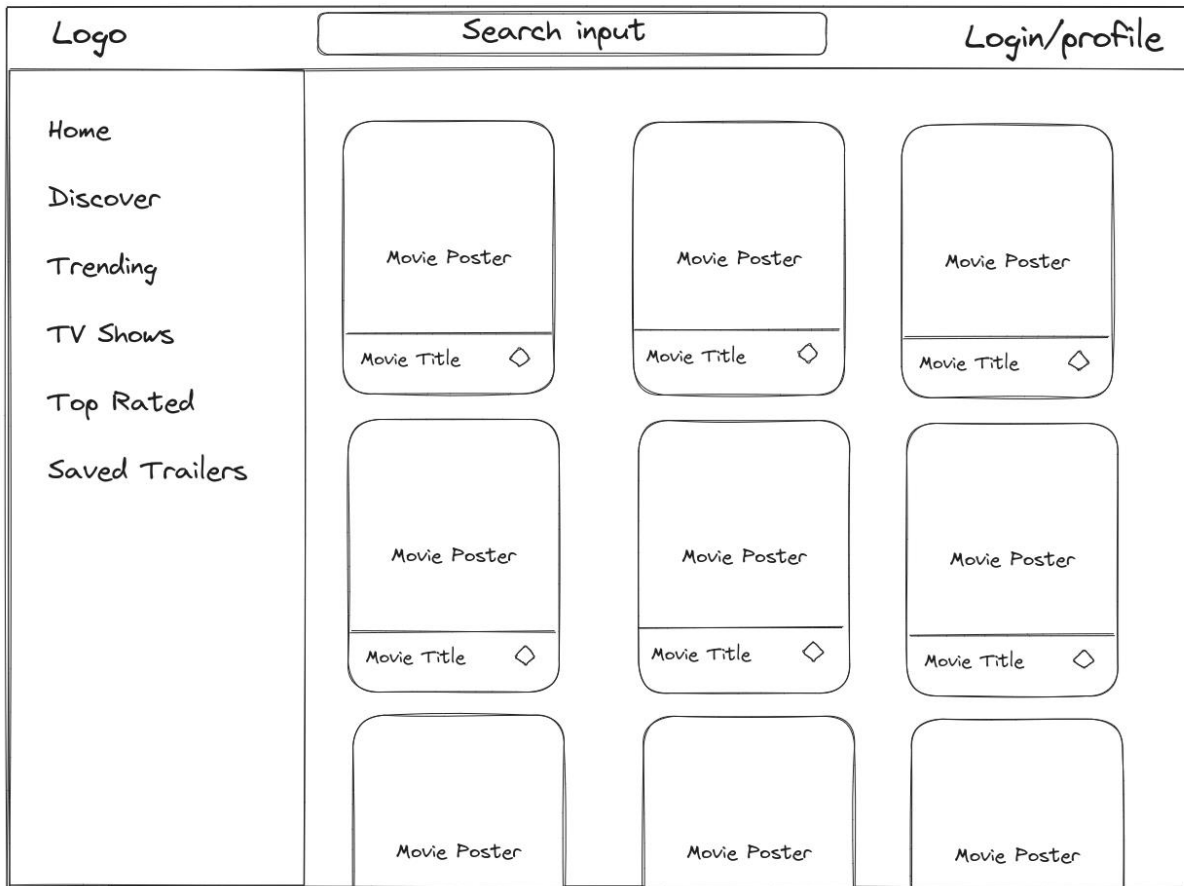 Logo
Search input
Login/profile
Home
Discover
Trending
TV Shows
Top Rated
Saved Trailers
Movie Poster
Movie Poster
Movie Poster
Movie Title
Movie Title
Movie Title
Movie Poster
Movie Poster
Movie Poster
Movie Title
Movie Title
Movie Title
Movie Poster
Movie Poster
Movie Poster